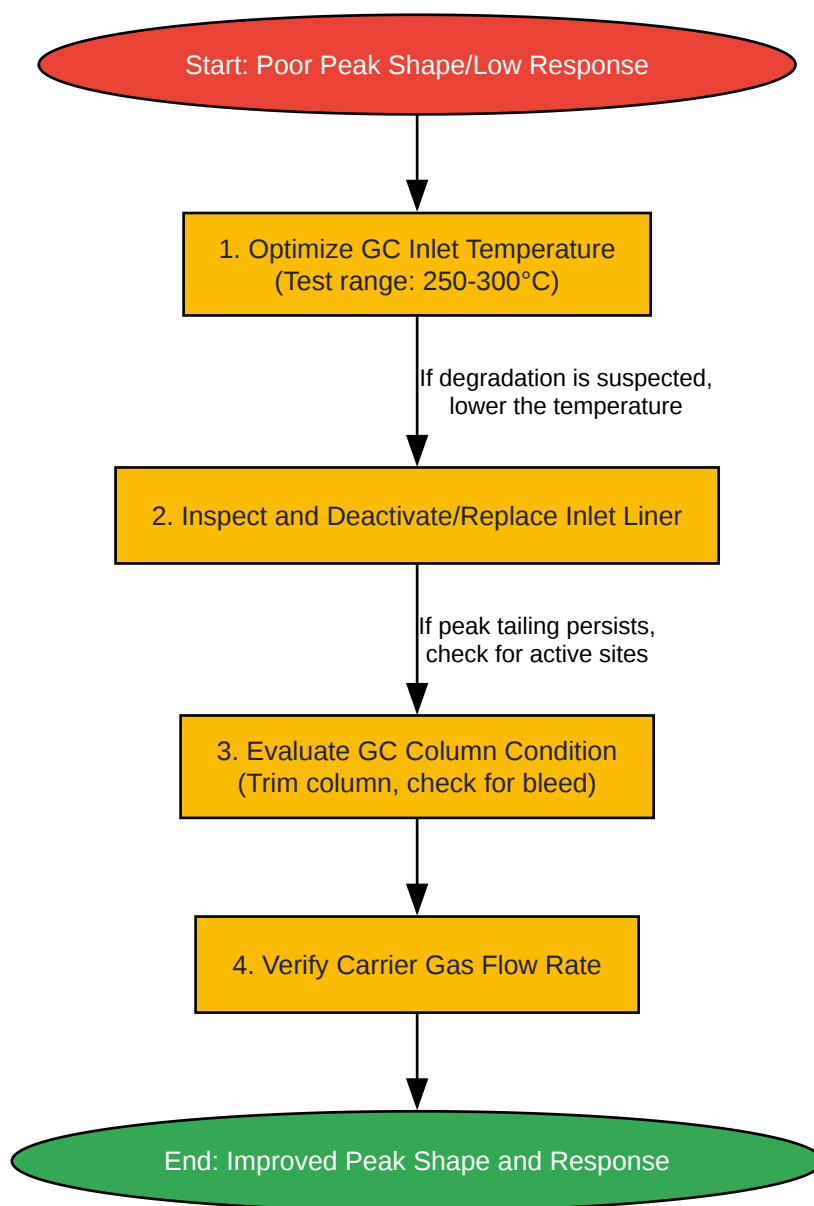 Start: Poor Peak Shape/Low Response
1. Optimize GC Inlet Temperature
(Test range: 250-300°C)
If degradation is suspected,
lower the temperature
2. Inspect and Deactivate/Replace Inlet Liner
If peak tailing persists,
check for active sites
3. Evaluate GC Column Condition
(Trim column, check for bleed)
4. Verify Carrier Gas Flow Rate
End: Improved Peak Shape and Response